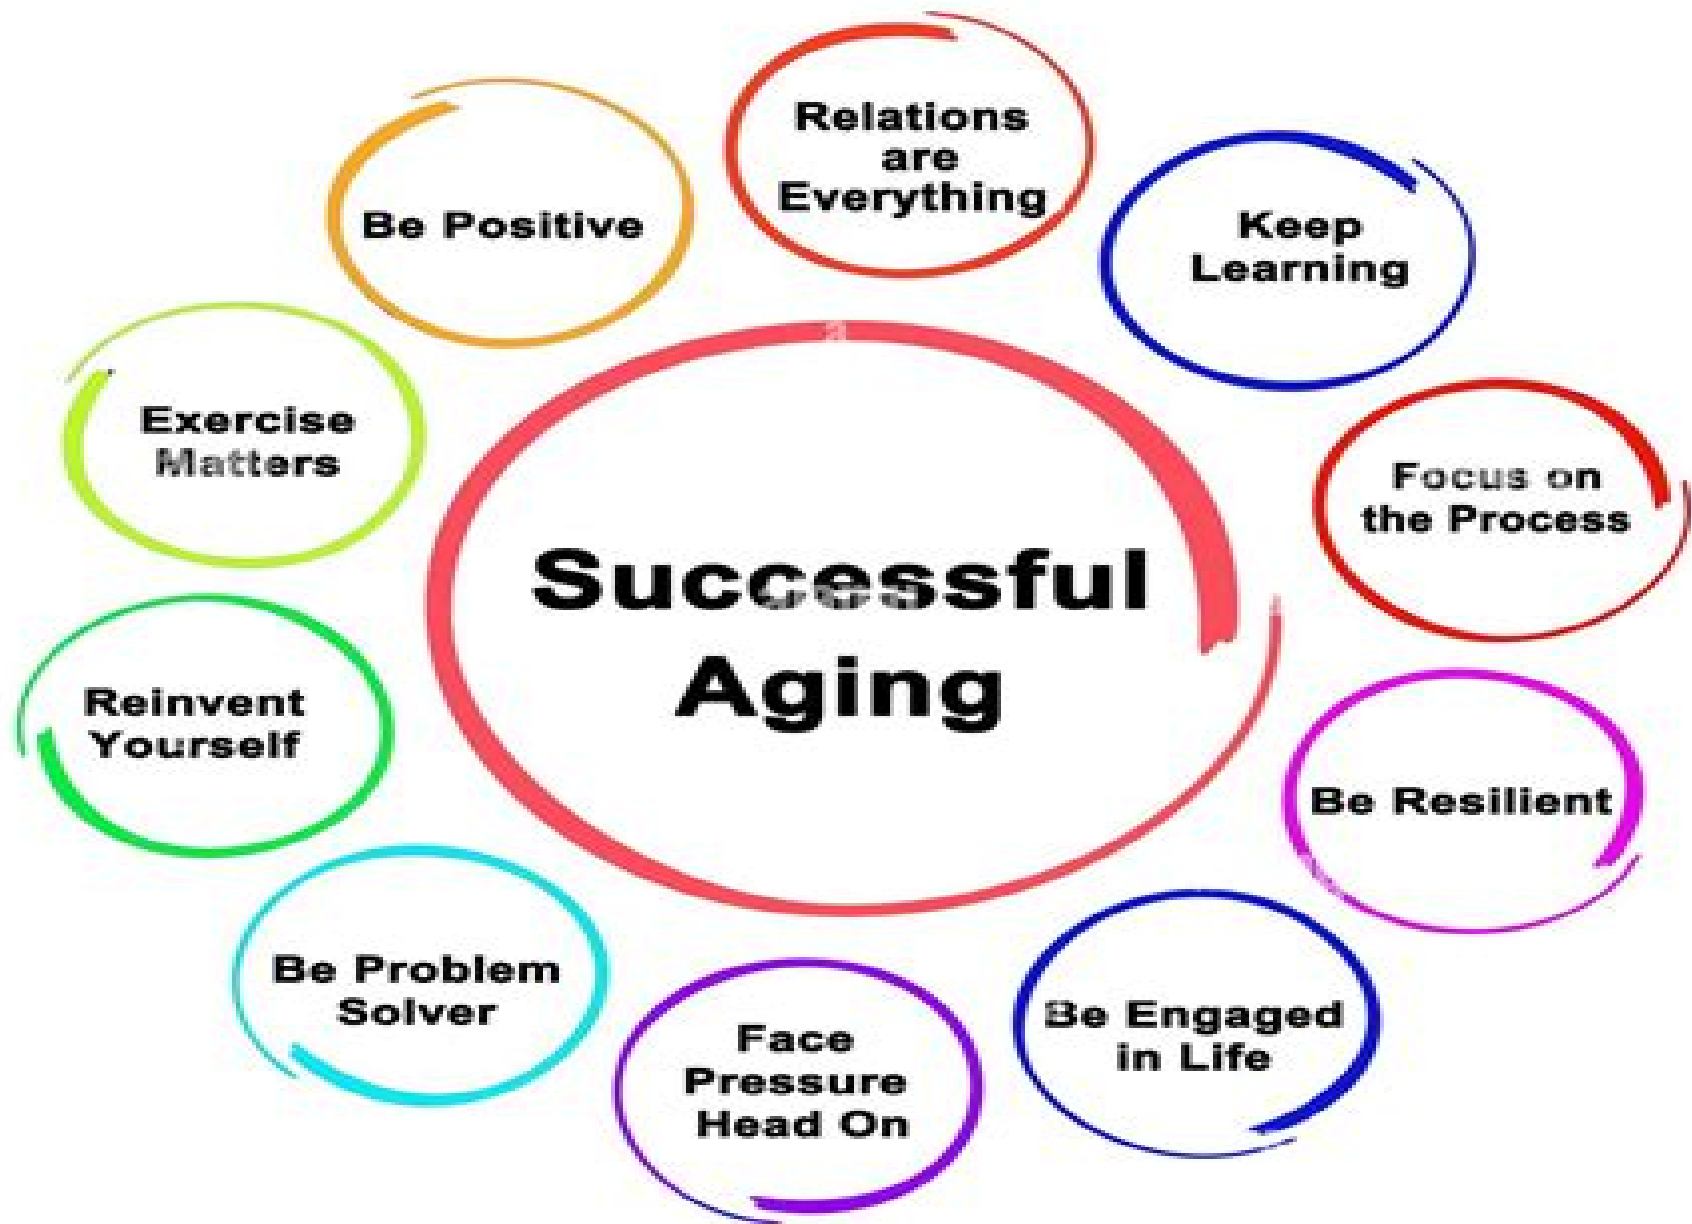 Relations
are
Everything
Be Positive
Keep
Learning
Exercise
Matters
Focus on
the Process
Successful
Aging
Reinvent
Yourself
Be Resilient
Be Problem
Solver
Be Engaged
in Life
Face
Pressure
Head On